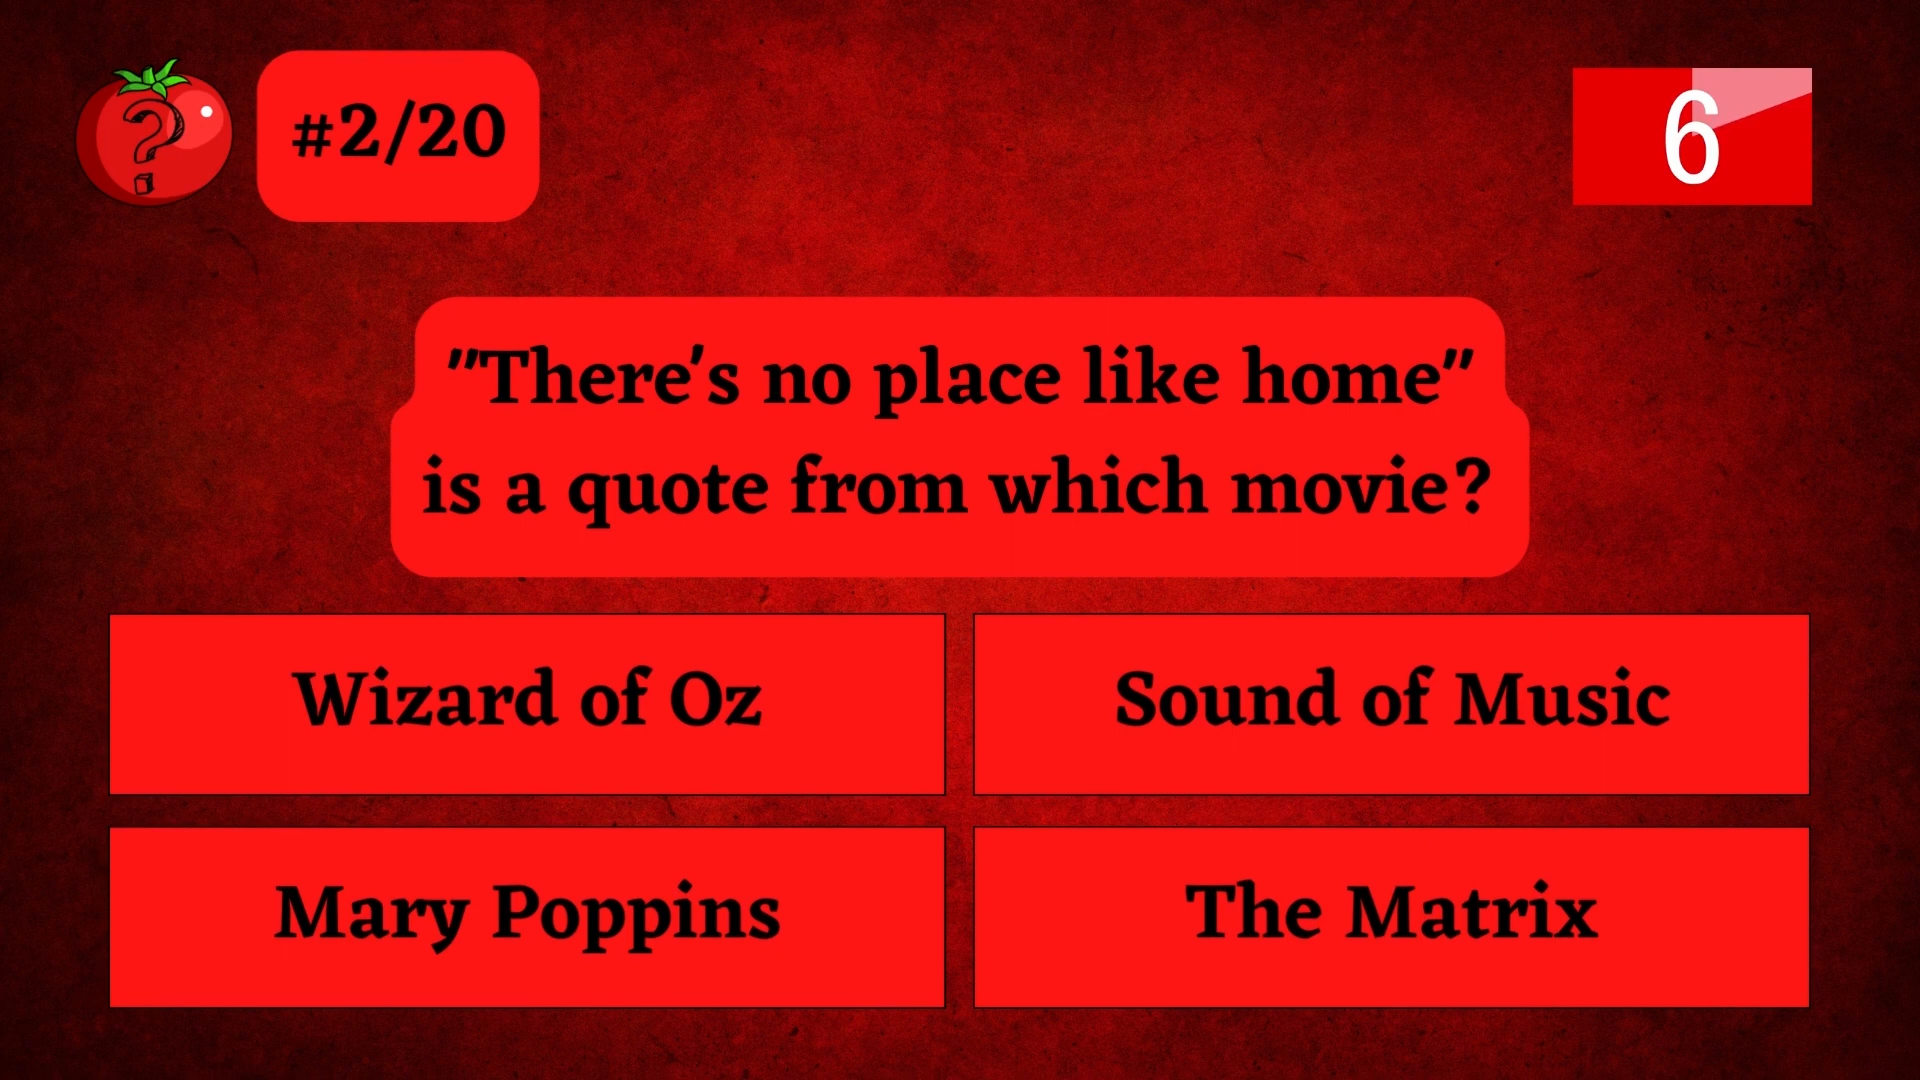 ?
#2/20
6
"There's no place like home"
is a quote from which movie?
Wizard of Oz
Sound of Music
Mary Poppins
The Matrix